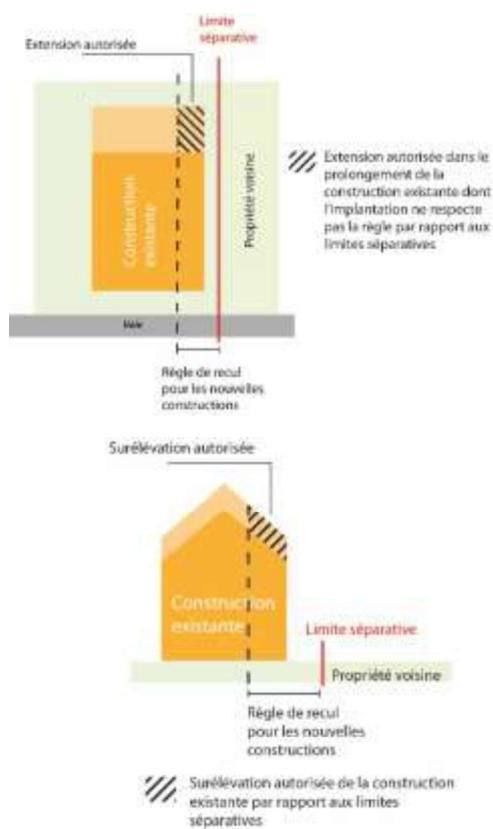 Limite
séparative
Extension autorisée
Construction
existante
Propriété voisine
Extension autorisée dans le
prolongement de la
construction existante dont
l'implantation ne respecte
pas la règle par rapport aux
limites séparatives
Voie
Règle de recul
pour les nouvelles
constructions
Surélévation autorisée
Construction
existante
Limite séparative
Propriété voisine
Règle de recul
pour les nouvelles
constructions
Surélévation autorisée de la construction
existante par rapport aux limites
séparatives